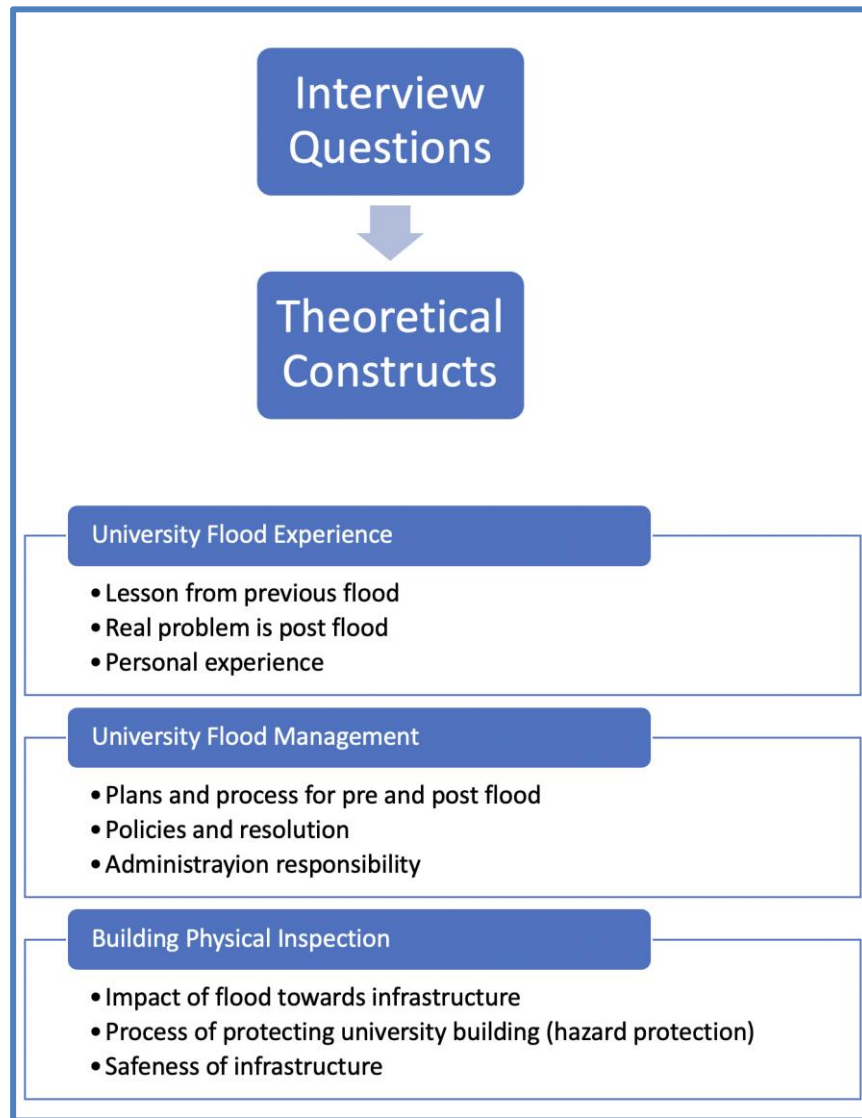 Interview
Questions
Theoretical
Constructs
University Flood Experience
• Lesson from previous flood
• Real problem is post flood
• Personal experience
University Flood Management
• Plans and process for pre and post flood
• Policies and resolution
• Administrayion responsibility
Building Physical Inspection
• Impact of flood towards infrastructure
• Process of protecting university building (hazard protection)
• Safeness of infrastructure